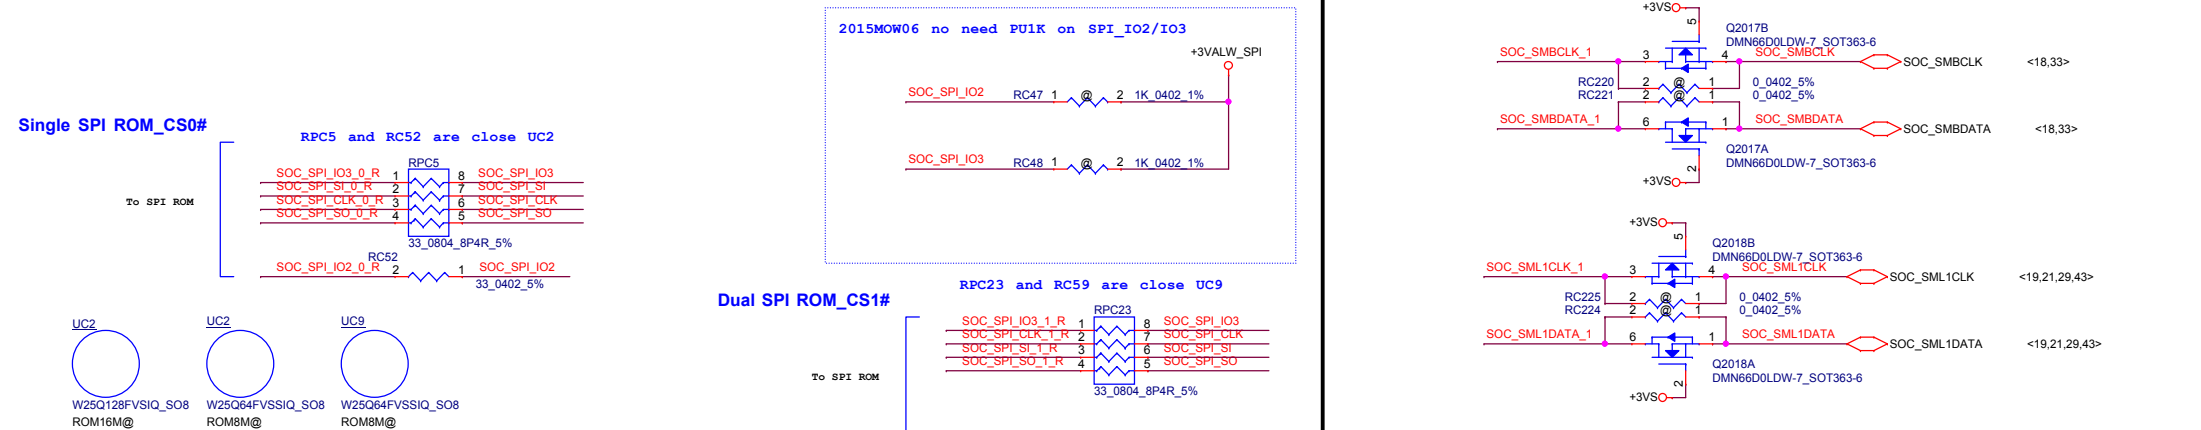 Single SPI ROM_CS0#
RPC5 and RC52 are close UC2
To SPI ROM
RPC5
SOC_SPI_IO3_0_R 1 8 SOC_SPI_IO3
SOC_SPI_SI_0_R 2 7 SOC_SPI_SI
SOC_SPI_CLK_0_R 3 6 SOC_SPI_CLK
SOC_SPI_SO_0_R 4 5 SOC_SPI_SO
33_0804_8P4R_5%
RC52
SOC_SPI_IO2_0_R 2 1 SOC_SPI_IO2
33_0402_5%
UC2 UC2 UC9
W25Q128FVSIQ_SO8 W25Q64FVSSIQ_SO8 W25Q64FVSSIQ_SO8
ROM16M@ ROM8M@ ROM8M@
2015MOW06 no need PU1K on SPI_IO2/IO3
+3VALW_SPI
SOC_SPI_IO2 RC47 1 @ 2 1K_0402_1%
SOC_SPI_IO3 RC48 1 @ 2 1K_0402_1%
Dual SPI ROM_CS1#
RPC23 and RC59 are close UC9
To SPI ROM
RPC23
SOC_SPI_IO3_1_R 1 8 SOC_SPI_IO3
SOC_SPI_CLK_1_R 2 7 SOC_SPI_CLK
SOC_SPI_SI_1_R 3 6 SOC_SPI_SI
SOC_SPI_SO_1_R 4 5 SOC_SPI_SO
33_0804_8P4R_5%
+3VS
5
Q2017B
DMN66D0LDW-7_SOT363-6
SOC_SMBCLK_1 3 4 SOC_SMBCLK SOC_SMBCLK <18,33>
RC220 2 @ 1 0_0402_5%
RC221 2 @ 1 0_0402_5%
SOC_SMBDATA_1 6 1 SOC_SMBDATA SOC_SMBDATA <18,33>
Q2017A
DMN66D0LDW-7_SOT363-6
2
+3VS
+3VS
5
Q2018B
DMN66D0LDW-7_SOT363-6
SOC_SML1CLK_1 3 4 SOC_SML1CLK SOC_SML1CLK <19,21,29,43>
RC225 2 @ 1 0_0402_5%
RC224 2 @ 1 0_0402_5%
SOC_SML1DATA_1 6 1 SOC_SML1DATA SOC_SML1DATA <19,21,29,43>
Q2018A
DMN66D0LDW-7_SOT363-6
2
+3VS